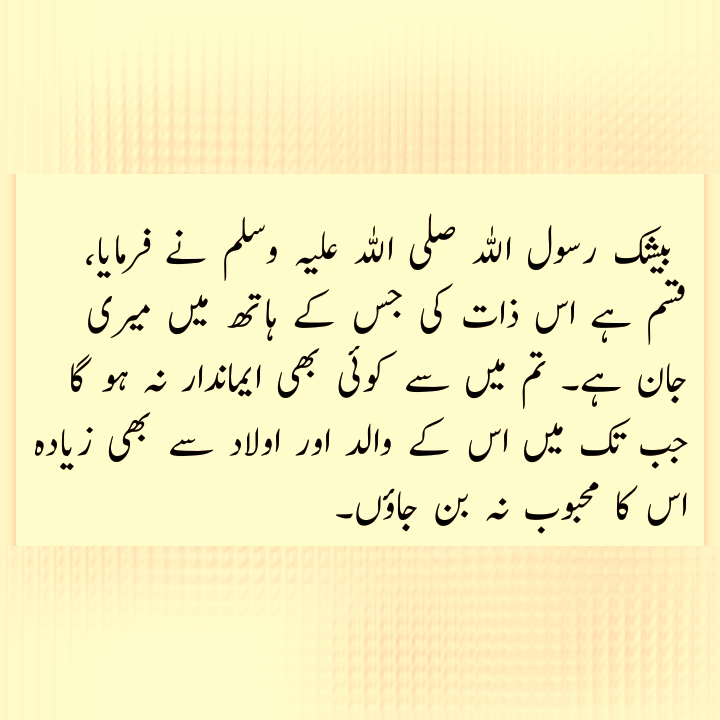 بیشک رسول اللہ صلی اللہ علیہ وسلم نے فرمایا،
قسم ہے اس ذات کی جس کے ہاتھ میں میری
جان ہے۔ تم میں سے کوئی بھی ایماندار نہ ہو گا
جب تک میں اس کے والد اور اولاد سے بھی زیادہ
اس کا محبوب نہ بن جاؤں۔